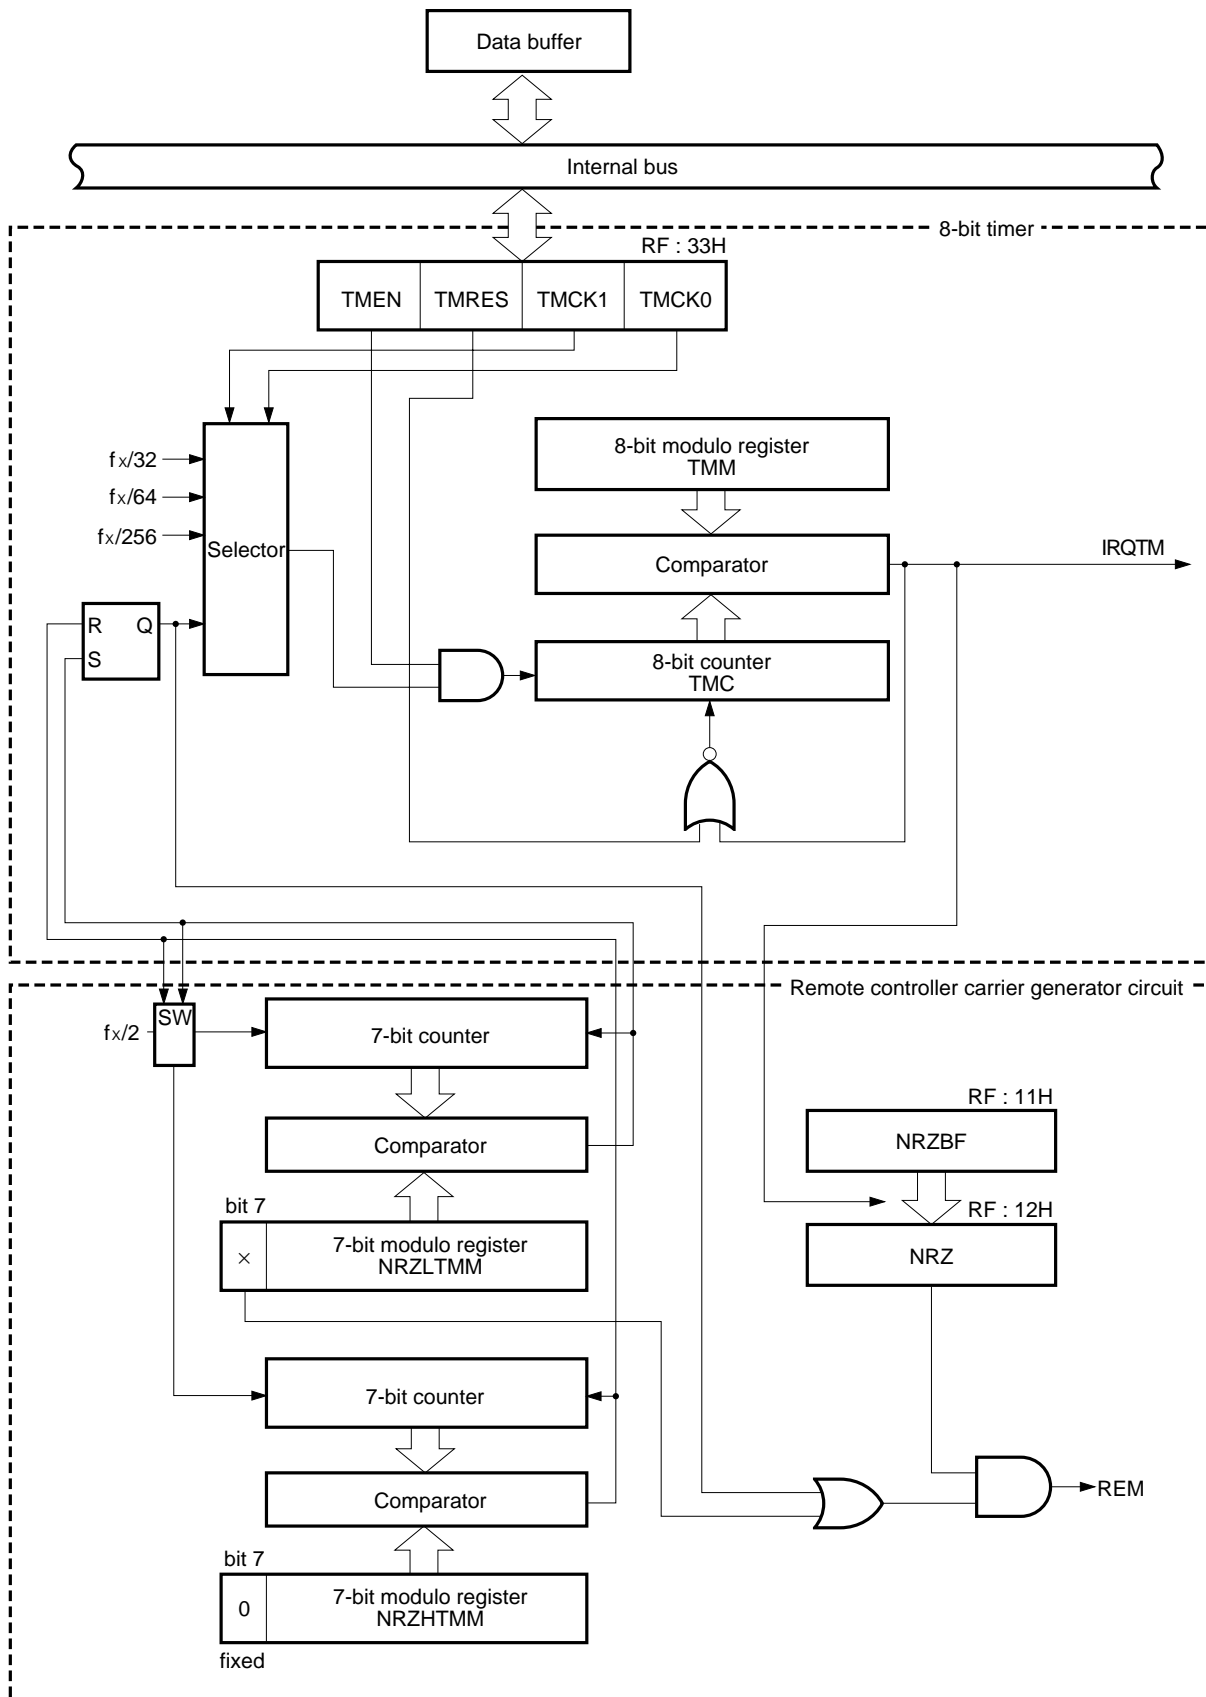 Data buffer
Internal bus
8-bit timer
RF : 33H
TMEN TMRES TMCK1 TMCK0
8-bit modulo register
TMM
fX/32
fX/64
fX/256
Selector
Comparator
IRQTM
R Q
S
8-bit counter
TMC
Remote controller carrier generator circuit
SW
fX/2
7-bit counter
RF : 11H
Comparator
NRZBF
bit 7
RF : 12H
× 7-bit modulo register
NRZLTMM
NRZ
7-bit counter
Comparator
REM
bit 7
0 7-bit modulo register
NRZHTMM
fixed